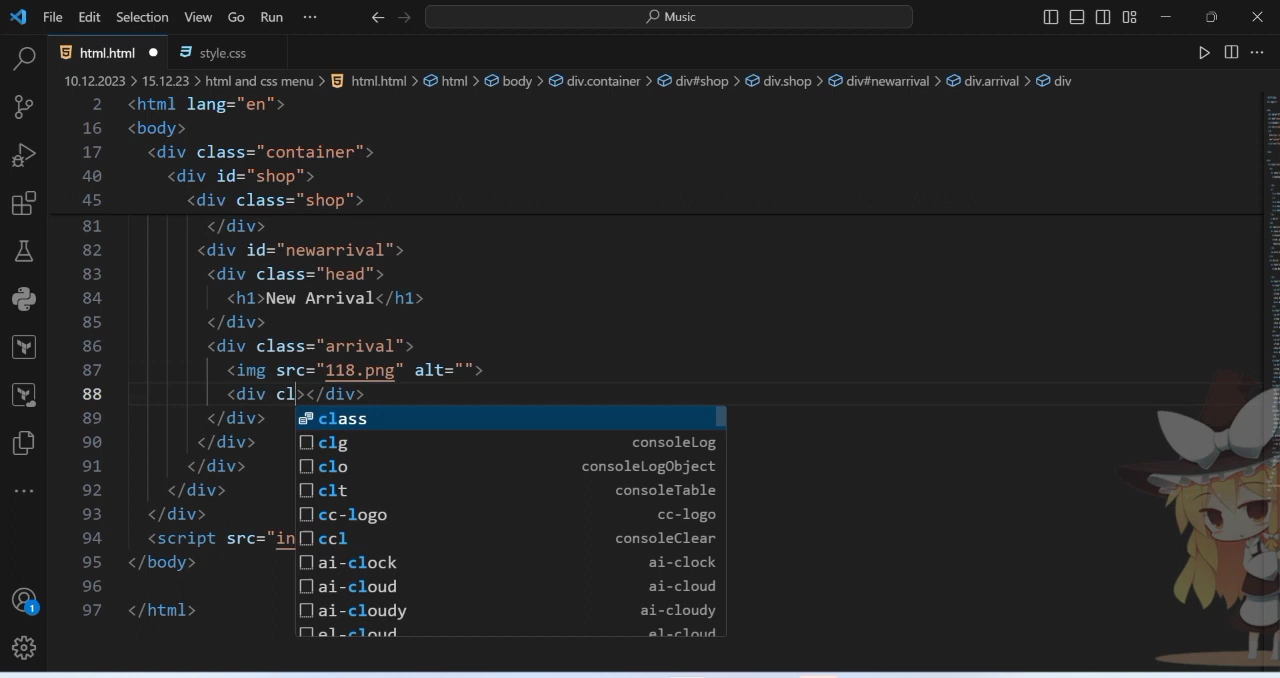 File Edit Selection View Go Run ··· Music
html.html style.css
10.12.2023 > 15.12.23 > html and css menu > html.html > html > body > div.container > div#shop > div.shop > div#newarrival > div.arrival > div
2 <html lang="en">
16 <body>
17 <div class="container">
40 <div id="shop">
45 <div class="shop">
81 </div>
82 <div id="newarrival">
83 <div class="head">
84 <h1>New Arrival</h1>
85 </div>
86 <div class="arrival">
87 <img src="118.png" alt="">
88 <div cl></div>
89 </div>
90 </div>
91 </div>
92 </div>
93 </div>
94 <script src="in
95 </body>
96
97 </html>
class
clg consoleLog
clo consoleLogObject
clt consoleTable
cc-logo cc-logo
ccl consoleClear
ai-clock ai-clock
ai-cloud ai-cloud
ai-cloudy ai-cloudy
el-cloud el-cloud
1